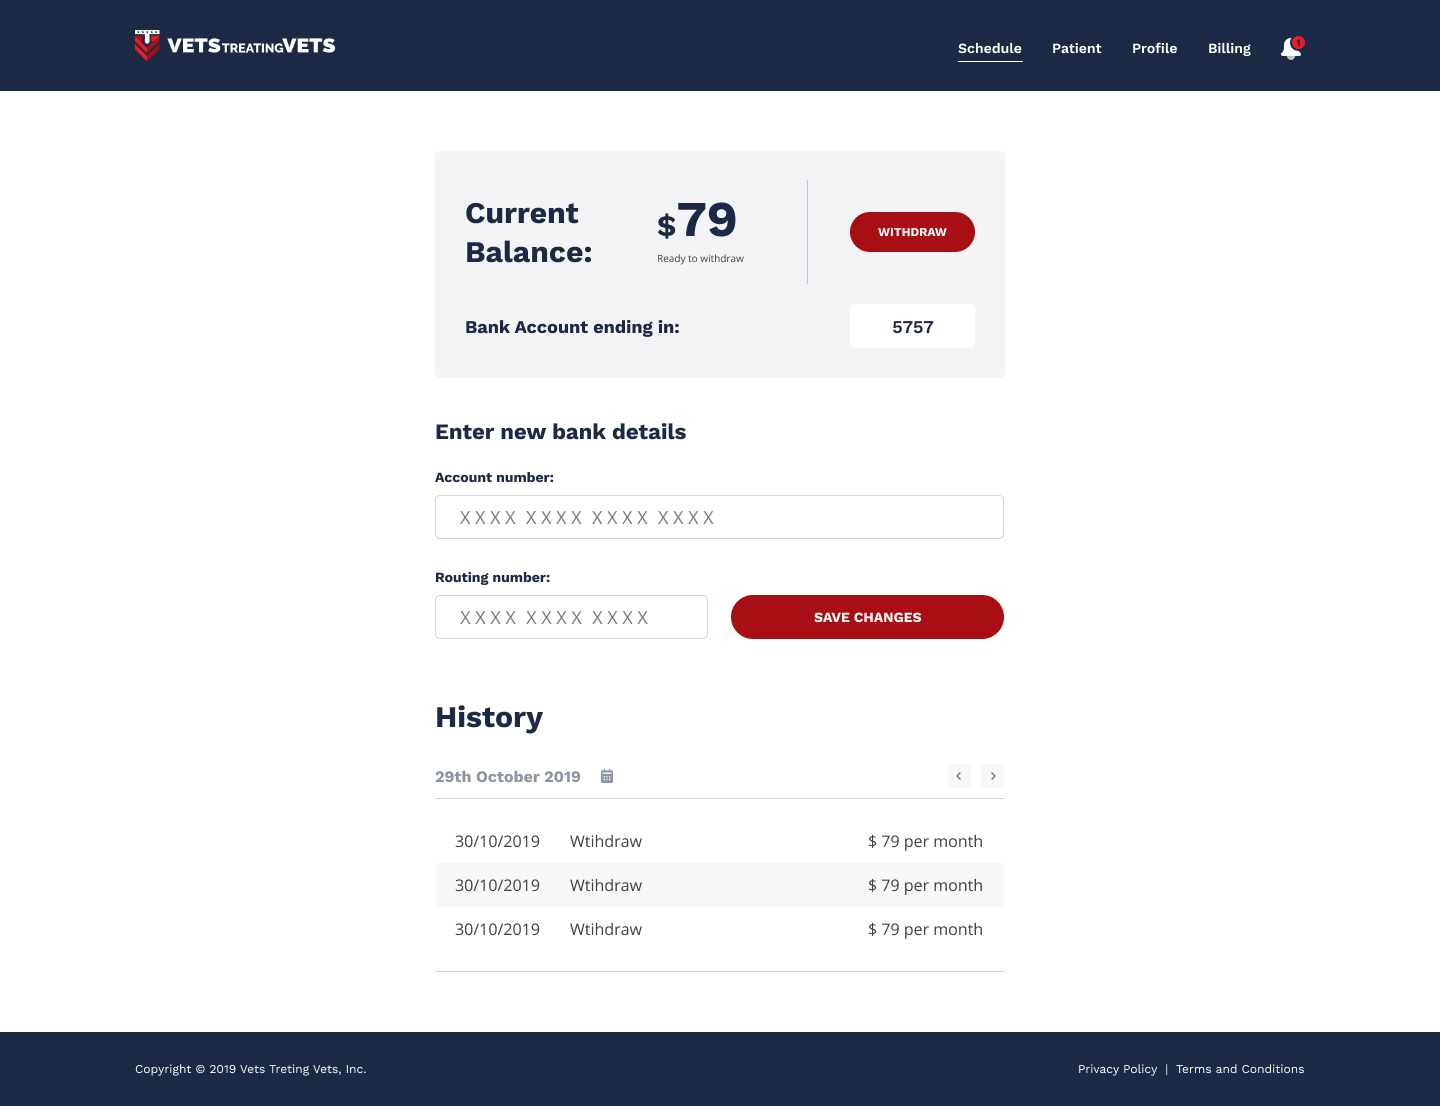 VETSTREATINGVETS
Schedule Patient Profile Billing 1
Current
Balance:
$79
Ready to withdraw
WITHDRAW
Bank Account ending in: 5757
Enter new bank details
Account number:
XXXX XXXX XXXX XXXX
Routing number:
XXXX XXXX XXXX
SAVE CHANGES
History
29th October 2019
30/10/2019 Wtihdraw $ 79 per month
30/10/2019 Wtihdraw $ 79 per month
30/10/2019 Wtihdraw $ 79 per month
Copyright © 2019 Vets Treting Vets, Inc. Privacy Policy | Terms and Conditions